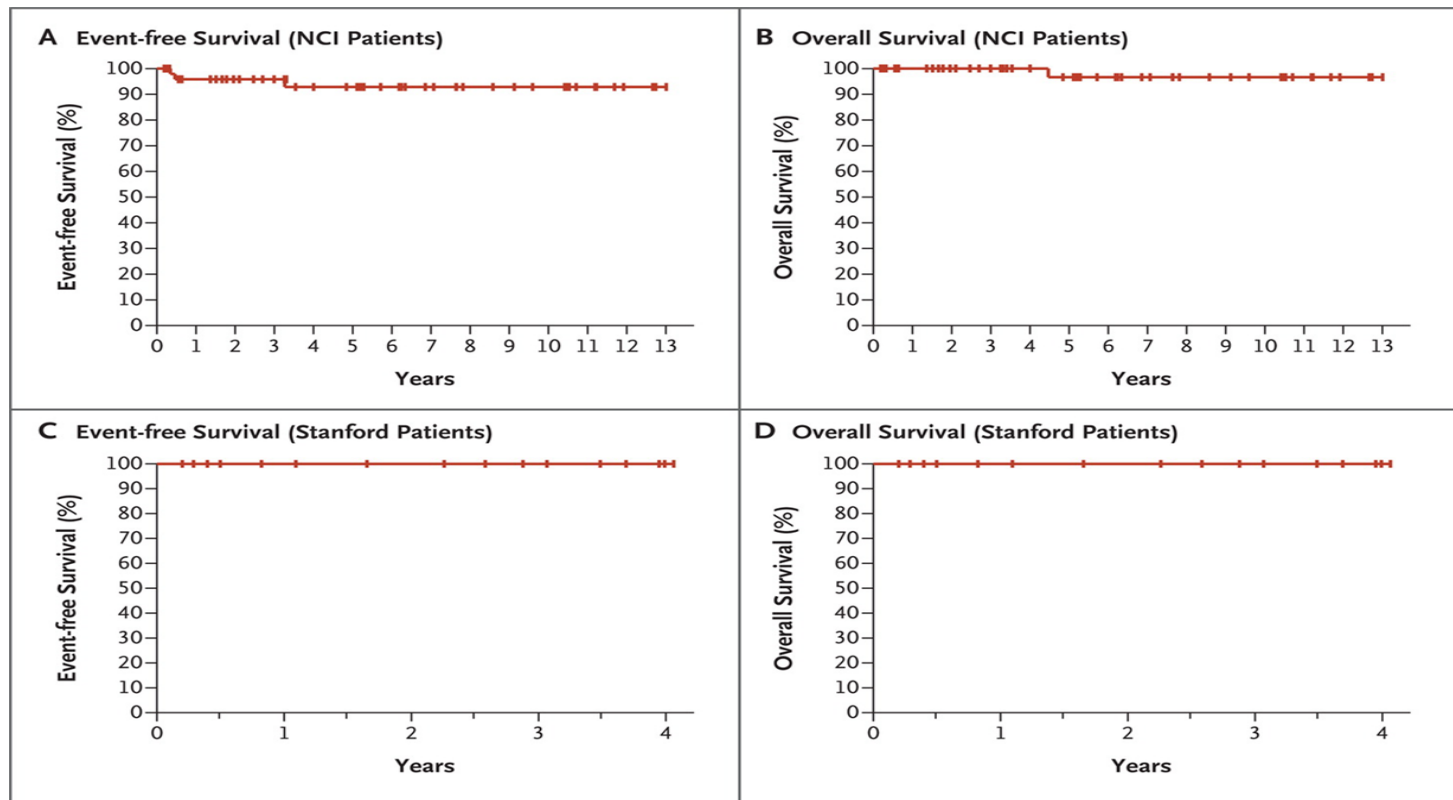 A Event-free Survival (NCI Patients)
Event-free Survival (%)
100
90
80
70
60
50
40
30
20
10
0
0 1 2 3 4 5 6 7 8 9 10 11 12 13
Years
B Overall Survival (NCI Patients)
Overall Survival (%)
100
90
80
70
60
50
40
30
20
10
0
0 1 2 3 4 5 6 7 8 9 10 11 12 13
Years
C Event-free Survival (Stanford Patients)
Event-free Survival (%)
100
90
80
70
60
50
40
30
20
10
0
0 1 2 3 4
Years
D Overall Survival (Stanford Patients)
Overall Survival (%)
100
90
80
70
60
50
40
30
20
10
0
0 1 2 3 4
Years